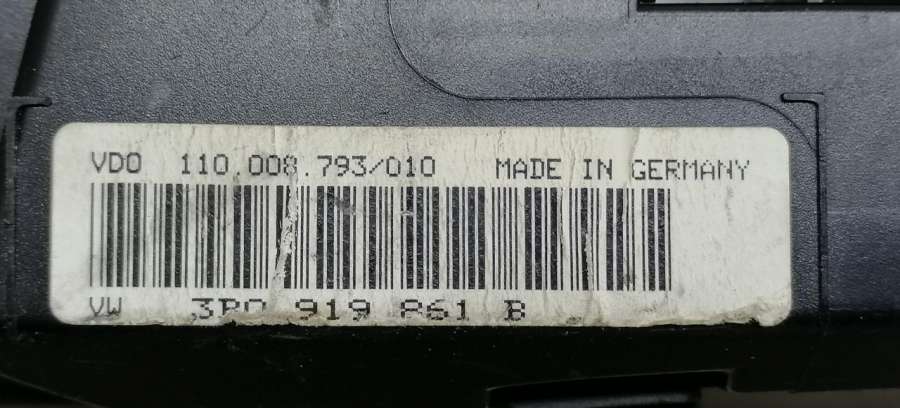 VDO 110.008.793/010 MADE IN GERMANY
VW 3B0 919 861 B